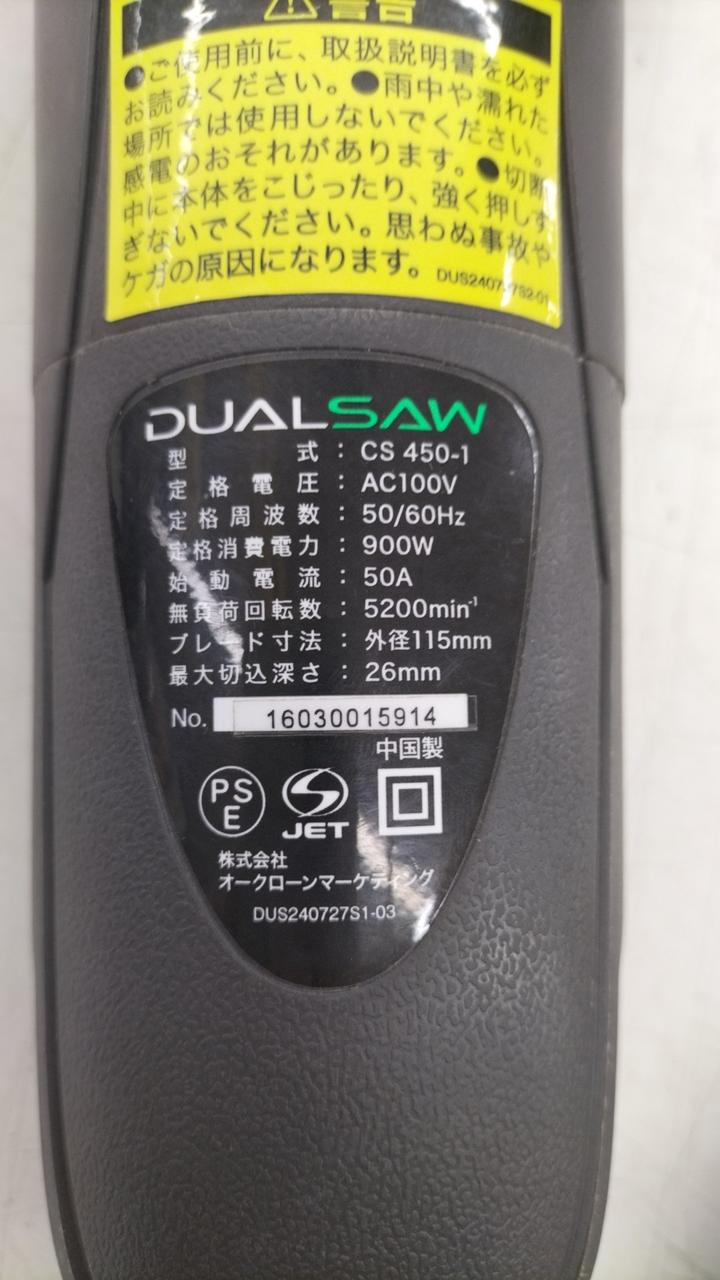 警告
●ご使用前に、取扱説明書を必ず
お読みください。●雨中や濡れた
場所では使用しないでください。
感電のおそれがあります。●切断
中に本体をこじったり、強く押しす
ぎないでください。思わぬ事故や
ケガの原因になります。
DUALSAW
型式：CS 450-1
定格電圧：AC100V
定格周波数：50/60Hz
定格消費電力：900W
始動電流：50A
無負荷回転数：5200min⁻¹
ブレード寸法：外径115mm
最大切込深さ：26mm
No. 16030015914
中国製
PS
E
JET
株式会社
オークローンマーケティング
DUS240727S1-03